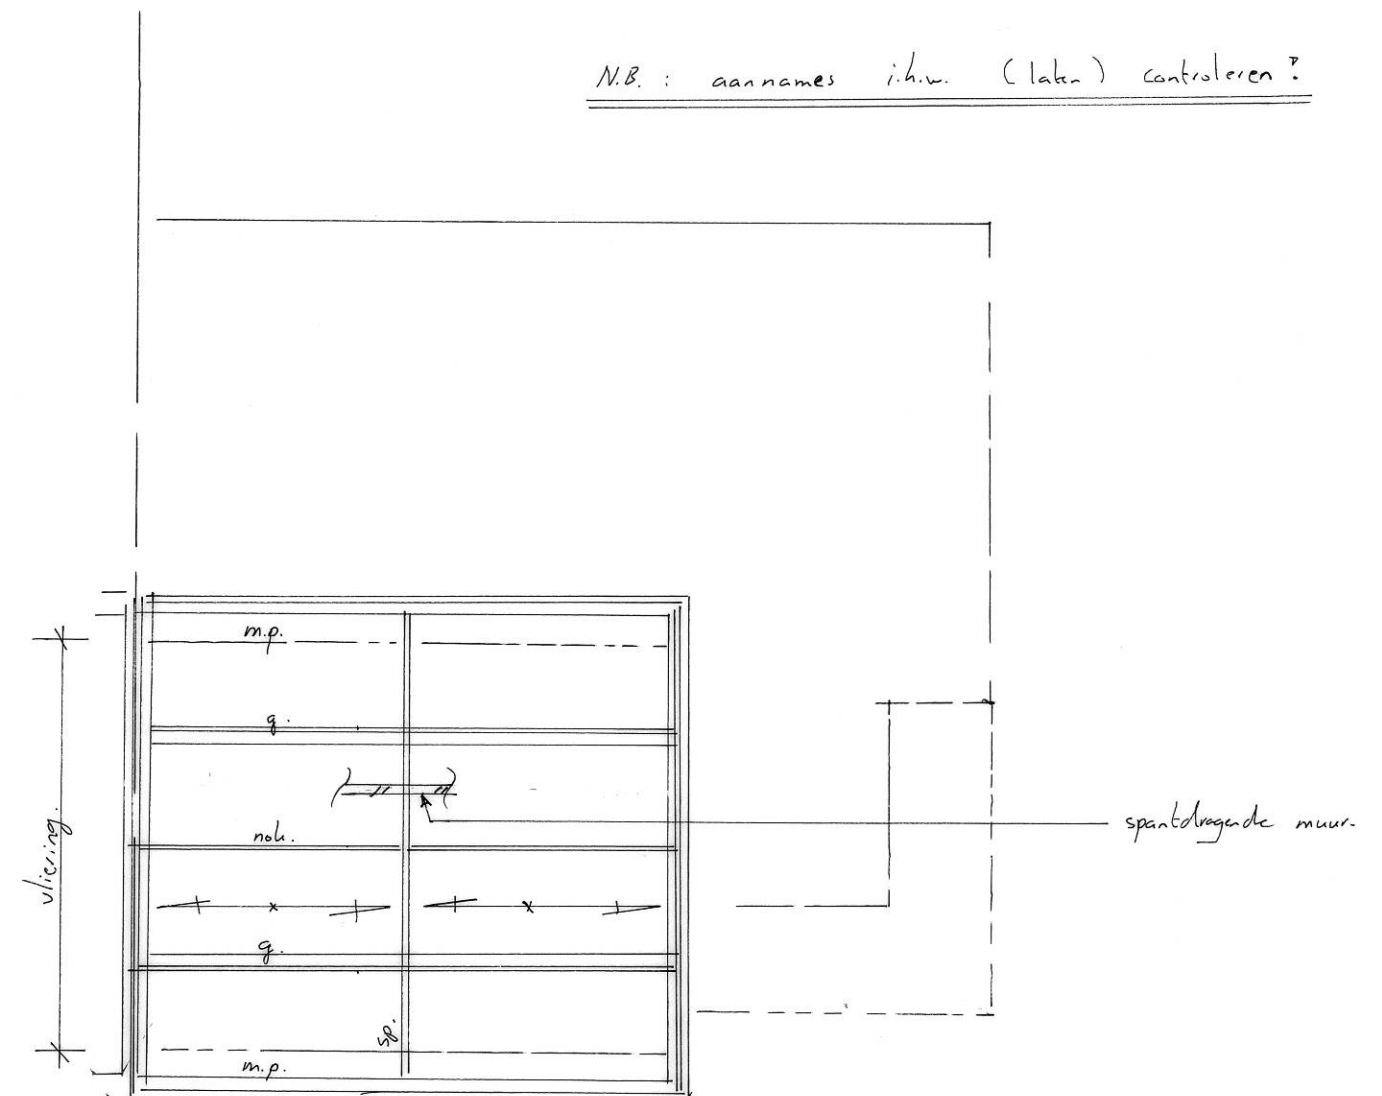 N.B. : aannames i.h.w. (laten) controleren!
m.p.
g.
nok.
spantdragende muur.
vliering.
g.
sp.
m.p.